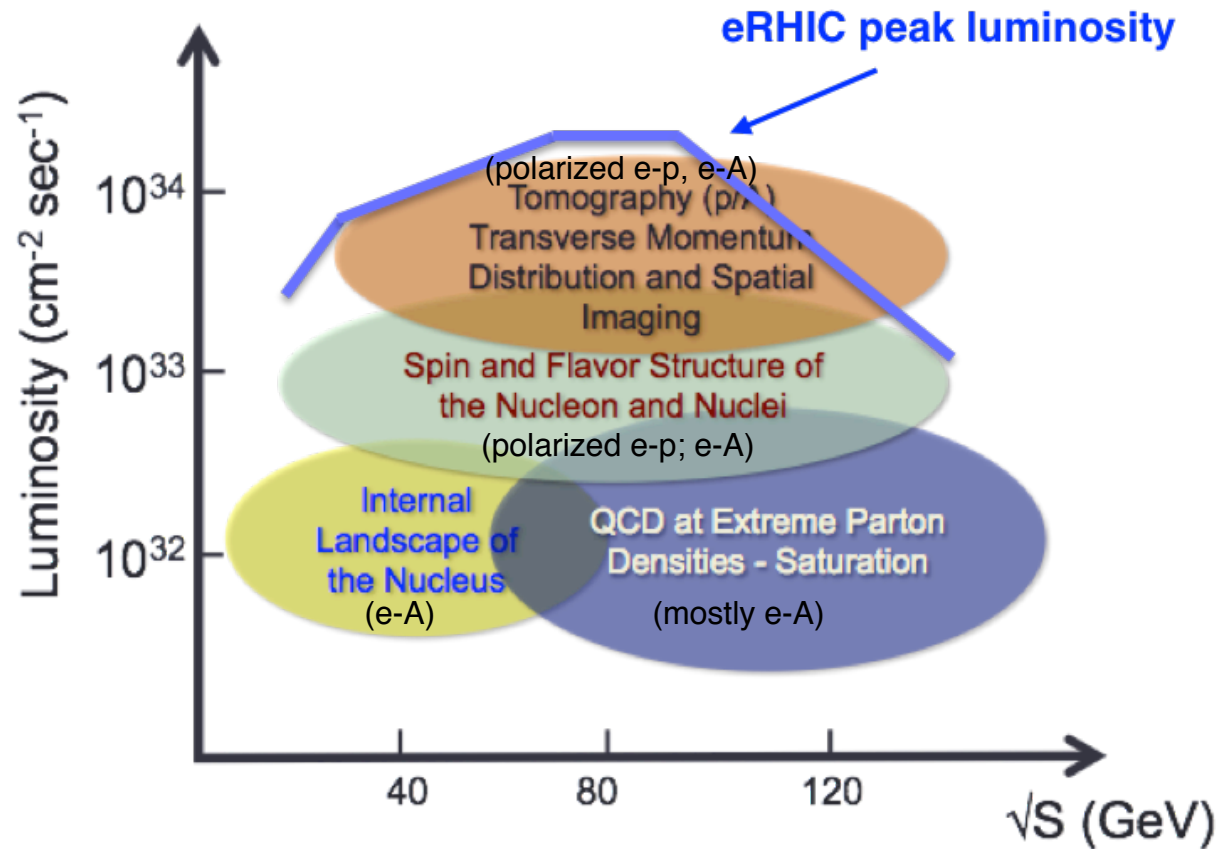 eRHIC peak luminosity
Luminosity (cm-2 sec-1)
1034
1033
1032
(polarized e-p, e-A)
Tomography (p/A)
Transverse Momentum
Distribution and Spatial
Imaging
Spin and Flavor Structure of
the Nucleon and Nuclei
(polarized e-p; e-A)
Internal
Landscape of
the Nucleus
(e-A)
QCD at Extreme Parton
Densities - Saturation
(mostly e-A)
40 80 120
√S (GeV)